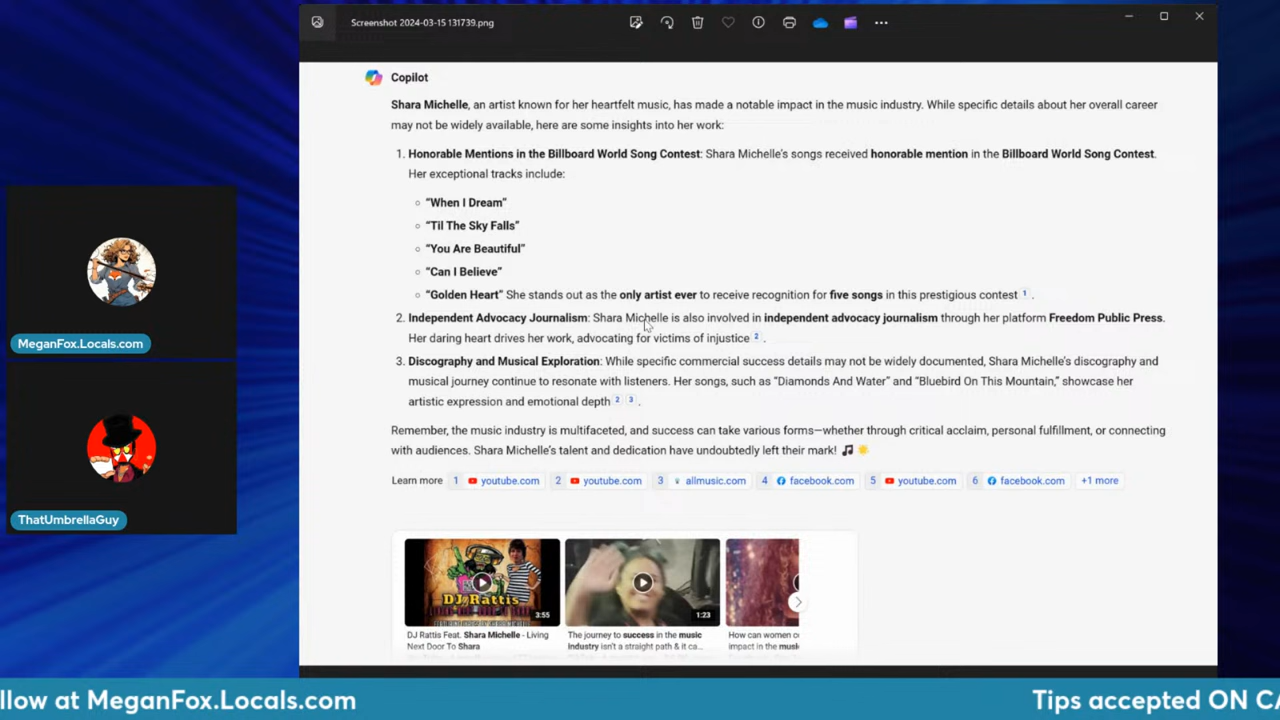 Screenshot 2024-03-15 131739.png
Copilot
Shara Michelle, an artist known for her heartfelt music, has made a notable impact in the music industry. While specific details about her overall career
may not be widely available, here are some insights into her work:
1. Honorable Mentions in the Billboard World Song Contest: Shara Michelle's songs received honorable mention in the Billboard World Song Contest.
Her exceptional tracks include:
"When I Dream"
"Til The Sky Falls"
"You Are Beautiful"
"Can I Believe"
"Golden Heart" She stands out as the only artist ever to receive recognition for five songs in this prestigious contest 1 .
2. Independent Advocacy Journalism: Shara Michelle is also involved in independent advocacy journalism through her platform Freedom Public Press.
Her daring heart drives her work, advocating for victims of injustice 2 .
3. Discography and Musical Exploration: While specific commercial success details may not be widely documented, Shara Michelle's discography and
musical journey continue to resonate with listeners. Her songs, such as "Diamonds And Water" and "Bluebird On This Mountain," showcase her
artistic expression and emotional depth 2 3 .
Remember, the music industry is multifaceted, and success can take various forms—whether through critical acclaim, personal fulfillment, or connecting
with audiences. Shara Michelle's talent and dedication have undoubtedly left their mark! 🎵 ☀️
Learn more 1 youtube.com 2 youtube.com 3 allmusic.com 4 facebook.com 5 youtube.com 6 facebook.com +1 more
DJ Rattis
3:55
1:23
DJ Rattis Feat. Shara Michelle - Living
Next Door To Shara
The journey to success in the music
industry isn't a straight path & it ca...
How can women
impact in the
MeganFox.Locals.com
ThatUmbrellaGuy
llow at MeganFox.Locals.com
Tips accepted ON CA